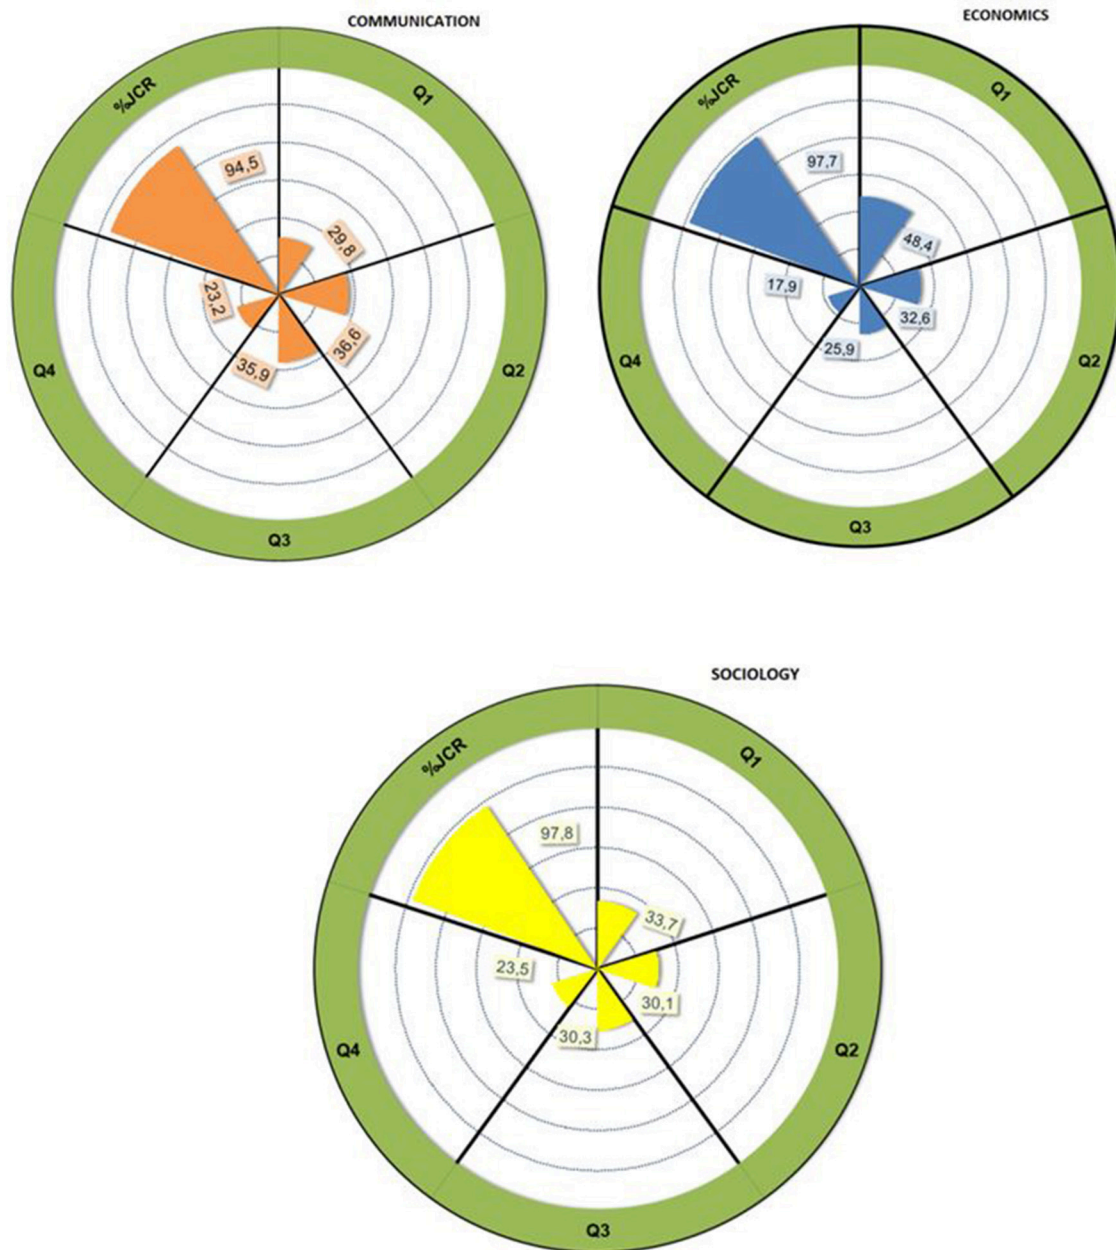 COMMUNICATION
%JCR
Q1
94,5
29,8
23,2
36,6
35,9
Q4
Q2
Q3
ECONOMICS
%JCR
Q1
97,7
48,4
17,9
32,6
25,9
Q4
Q2
Q3
SOCIOLOGY
%JCR
Q1
97,8
33,7
23,5
30,1
30,3
Q4
Q2
Q3